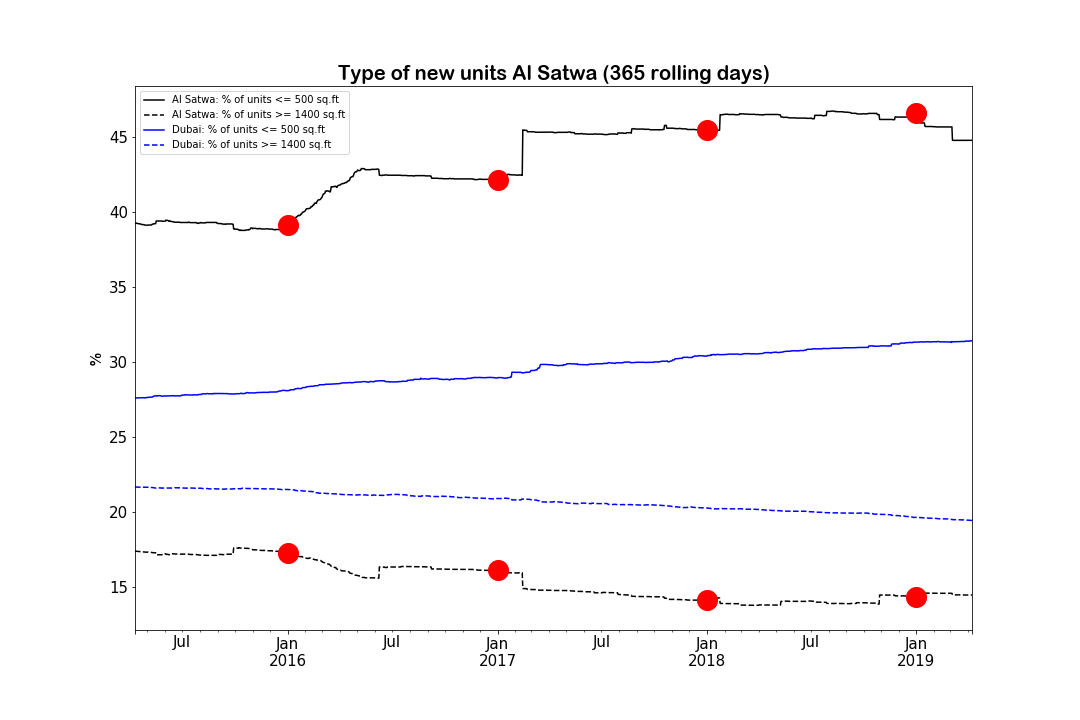 Type of new units Al Satwa (365 rolling days)
Al Satwa: % of units <= 500 sq.ft
Al Satwa: % of units >= 1400 sq.ft
Dubai: % of units <= 500 sq.ft
Dubai: % of units >= 1400 sq.ft
%
45
40
35
30
25
20
15
Jul Jan Jul Jan Jul Jan Jul Jan
2016 2017 2018 2019